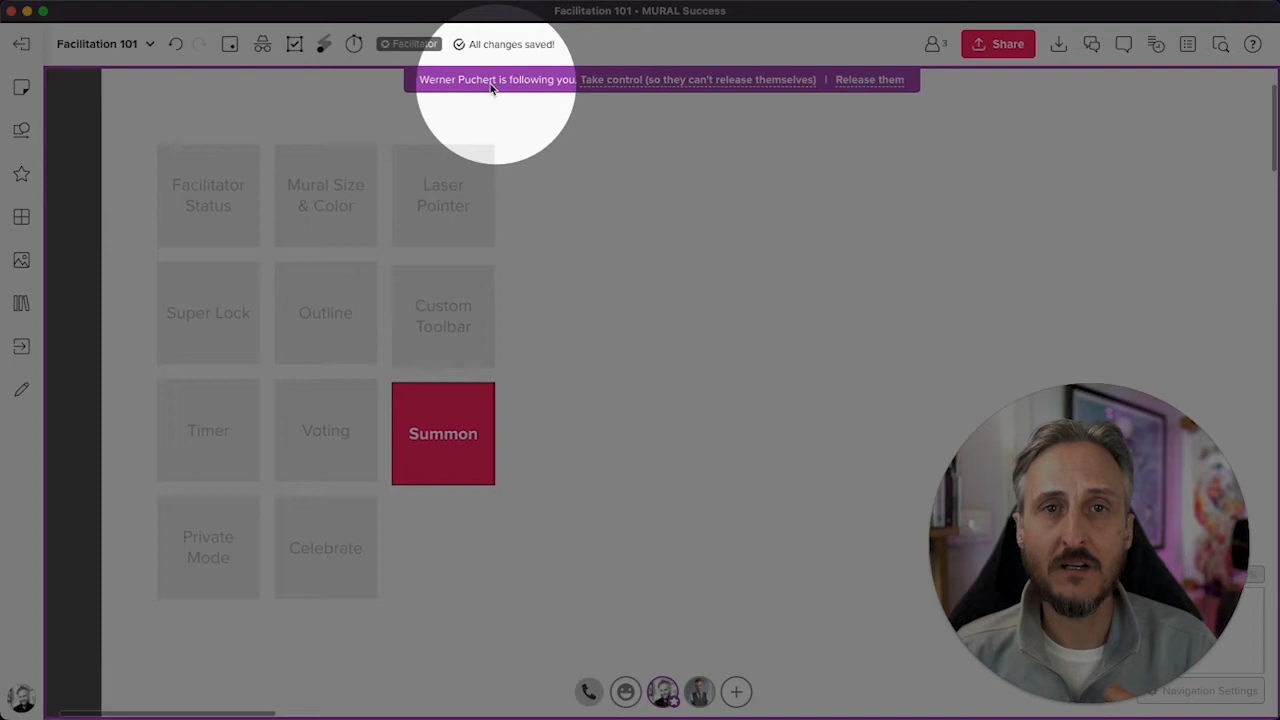 Facilitation 101 • MURAL Success
Facilitation 101
Facilitator
All changes saved!
3
Share
Werner Puchert is following you. Take control (so they can't release themselves) | Release them
Facilitator
Status
Mural Size
& Color
Laser
Pointer
Super Lock
Outline
Custom
Toolbar
Timer
Voting
Summon
Private
Mode
Celebrate
Navigation Settings